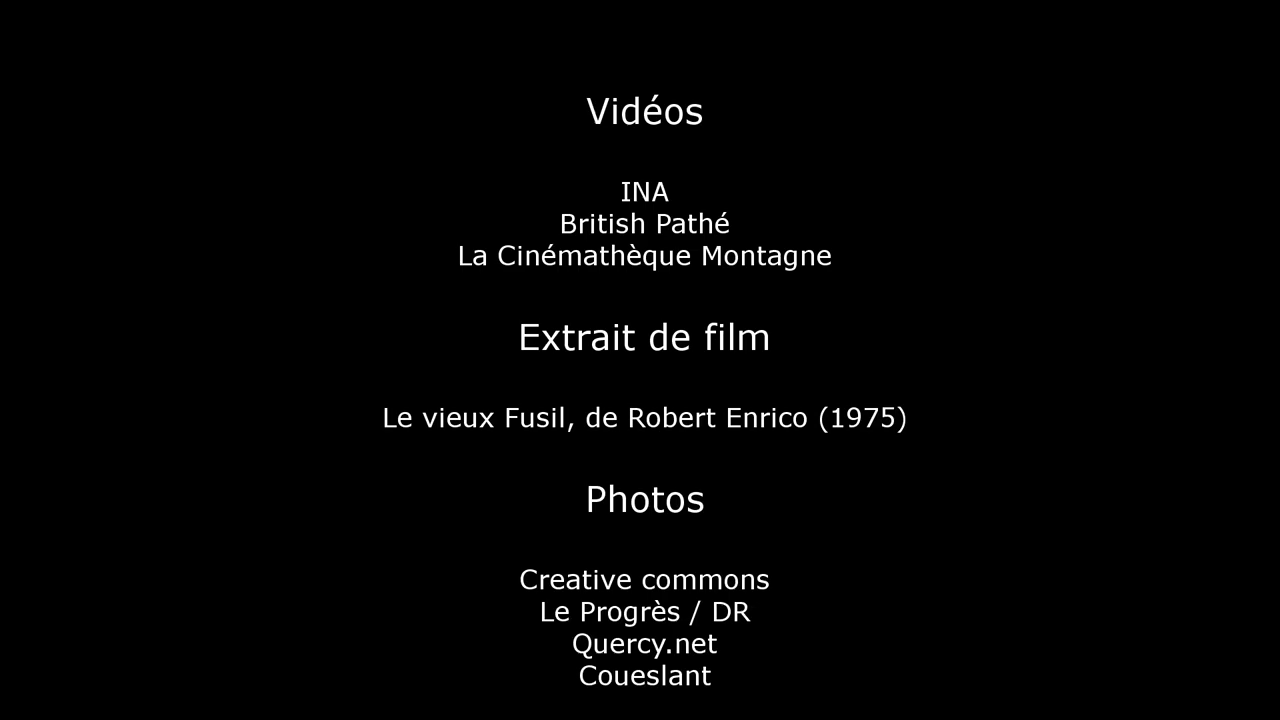 Vidéos
INA
British Pathé
La Cinémathèque Montagne
Extrait de film
Le vieux Fusil, de Robert Enrico (1975)
Photos
Creative commons
Le Progrès / DR
Quercy.net
Coueslant